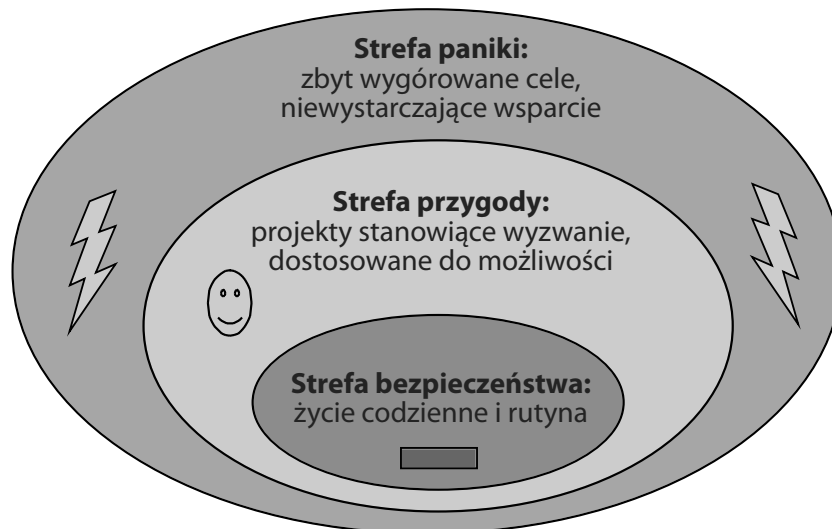 Strefa paniki:
zbyt wygórowane cele,
niewystarczające wsparcie
Strefa przygody:
projekty stanowiące wyzwanie,
dostosowane do możliwości
Strefa bezpieczeństwa:
życie codzienne i rutyna